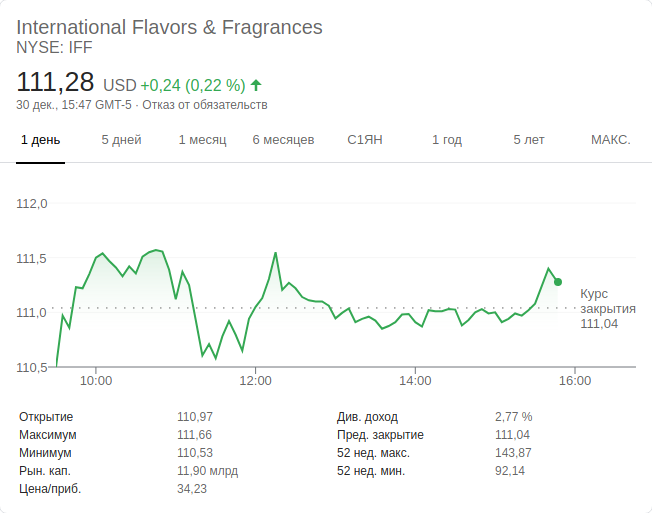 International Flavors & Fragrances
NYSE: IFF
111,28 USD +0,24 (0,22 %)
30 дек., 15:47 GMT-5 · Отказ от обязательств
1 день 5 дней 1 месяц 6 месяцев С1ЯН 1 год 5 лет МАКС.
112,0
111,5
111,0
110,5
Курс
закрытия
111,04
10:00 12:00 14:00 16:00
Открытие 110,97 Див. доход 2,77 %
Максимум 111,66 Пред. закрытие 111,04
Минимум 110,53 52 нед. макс. 143,87
Рын. кап. 11,90 млрд 52 нед. мин. 92,14
Цена/приб. 34,23